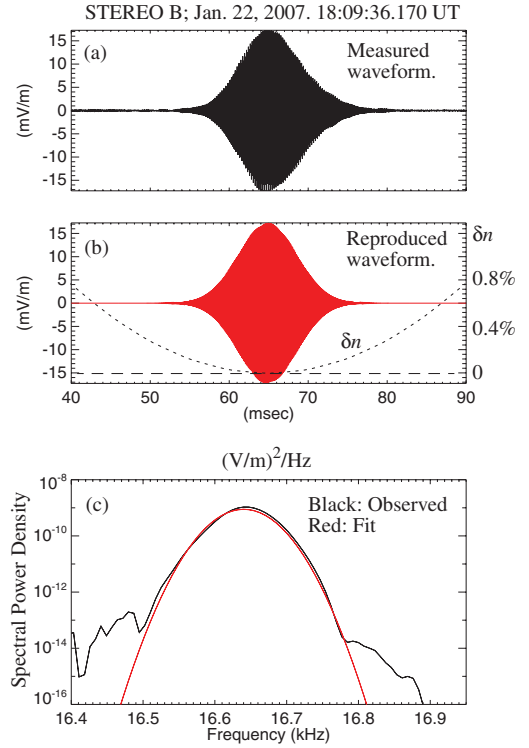 STEREO B; Jan. 22, 2007. 18:09:36.170 UT
(a)
Measured
waveform.
15
10
5
0
-5
-10
-15
(mV/m)
(b)
Reproduced
waveform.
δn
15
10
5
0
-5
-10
-15
(mV/m)
0.8%
0.4%
0
δn
40 50 60 70 80 90
(msec)
(V/m)²/Hz
(c)
Black: Observed
Red: Fit
10⁻⁸
10⁻¹⁰
10⁻¹²
10⁻¹⁴
10⁻¹⁶
Spectral Power Density
16.4 16.5 16.6 16.7 16.8 16.9
Frequency (kHz)